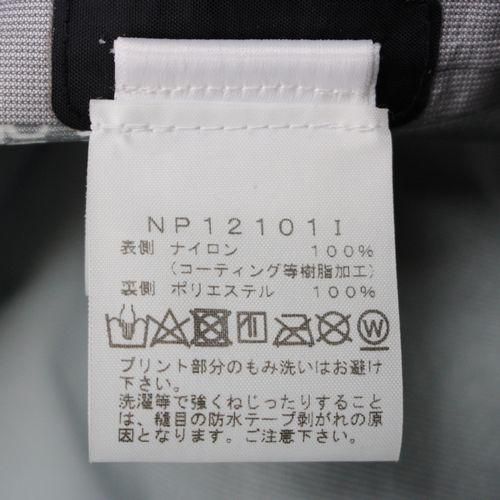 NP12101I
表側 ナイロン 100%
(コーティング等樹脂加工)
裏側 ポリエステル 100%
W
プリント部分のもみ洗いはお避け
下さい。
洗濯等で強くねじったりすること
は、縫目の防水テープ剥がれの原
因となります。ご注意下さい。